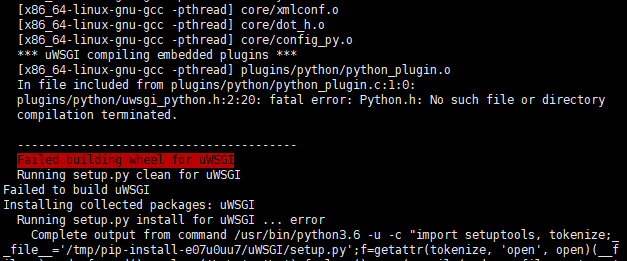 [x86_64-linux-gnu-gcc -pthread] core/xmlconf.o
[x86_64-linux-gnu-gcc -pthread] core/dot_h.o
[x86_64-linux-gnu-gcc -pthread] core/config_py.o
*** uWSGI compiling embedded plugins ***
[x86_64-linux-gnu-gcc -pthread] plugins/python/python_plugin.o
In file included from plugins/python/python_plugin.c:1:0:
plugins/python/uwsgi_python.h:2:20: fatal error: Python.h: No such file or directory
compilation terminated.
----------------------------------------
Failed building wheel for uWSGI
Running setup.py clean for uWSGI
Failed to build uWSGI
Installing collected packages: uWSGI
Running setup.py install for uWSGI ... error
Complete output from command /usr/bin/python3.6 -u -c "import setuptools, tokenize;_
_file__='/tmp/pip-install-e07u0uu7/uWSGI/setup.py';f=getattr(tokenize, 'open', open)(__f